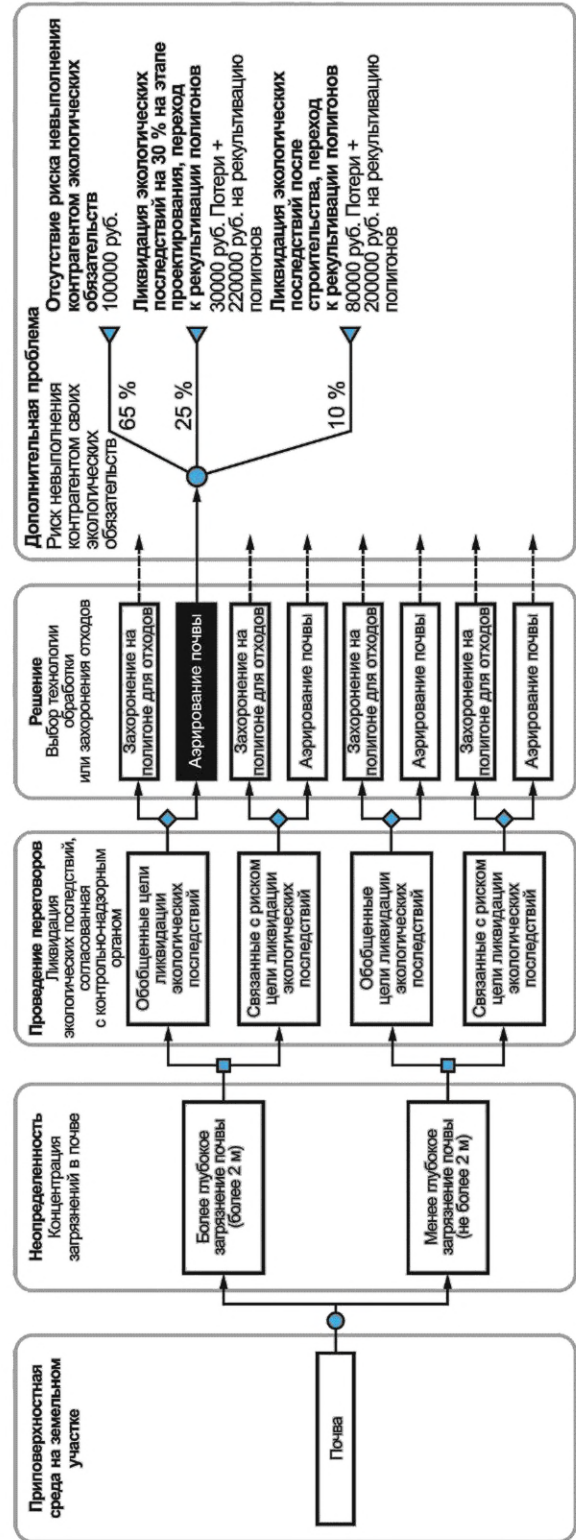 Приповерхностная
среда на земельном
участке
Почва
Неопределенность
Концентрация
загрязнений в почве
Более глубокое
загрязнение почвы
(более 2 м)
Менее глубокое
загрязнение почвы
(не более 2 м)
Проведение переговоров
Ликвидация
экологических последствий,
согласованная
с контрольно-надзорным
органом
Обобщенные цели
ликвидации
экологических
последствий
Связанные с риском
цели ликвидации
экологических
последствий
Обобщенные
цели ликвидации
экологических
последствий
Связанные с риском
цели ликвидации
экологических
последствий
Решение
Выбор технологии
обработки
или захоронения отходов
Захоронение на
полигоне для отходов
Аэрирование почвы
Захоронение на
полигоне для отходов
Аэрирование почвы
Захоронение на
полигоне для отходов
Аэрирование почвы
Захоронение на
полигоне для отходов
Аэрирование почвы
Дополнительная проблема
Риск невыполнения
контрагентом своих
экологических
обязательств
65 %
25 %
10 %
Отсутствие риска невыполнения
контрагентом экологических
обязательств
100000 руб.
Ликвидация экологических
последствий на 30 % на этапе
проектирования, переход
к рекультивации полигонов
30000 руб. Потери +
220000 руб. на рекультивацию
полигонов
Ликвидация экологических
последствий после
строительства, переход
к рекультивации полигонов
80000 руб. Потери +
200000 руб. на рекультивацию
полигонов